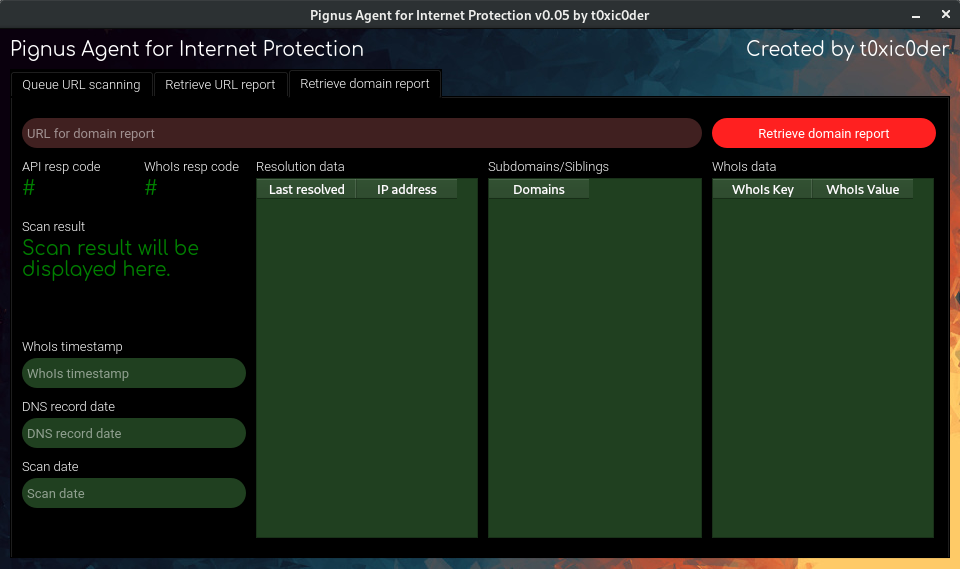 Pignus Agent for Internet Protection v0.05 by t0xic0der
Pignus Agent for Internet Protection
Created by t0xic0der
Queue URL scanning
Retrieve URL report
Retrieve domain report
URL for domain report
Retrieve domain report
API resp code
WhoIs resp code
Resolution data
Subdomains/Siblings
WhoIs data
#
#
Last resolved
IP address
Domains
WhoIs Key
WhoIs Value
Scan result
Scan result will be
displayed here.
WhoIs timestamp
WhoIs timestamp
DNS record date
DNS record date
Scan date
Scan date